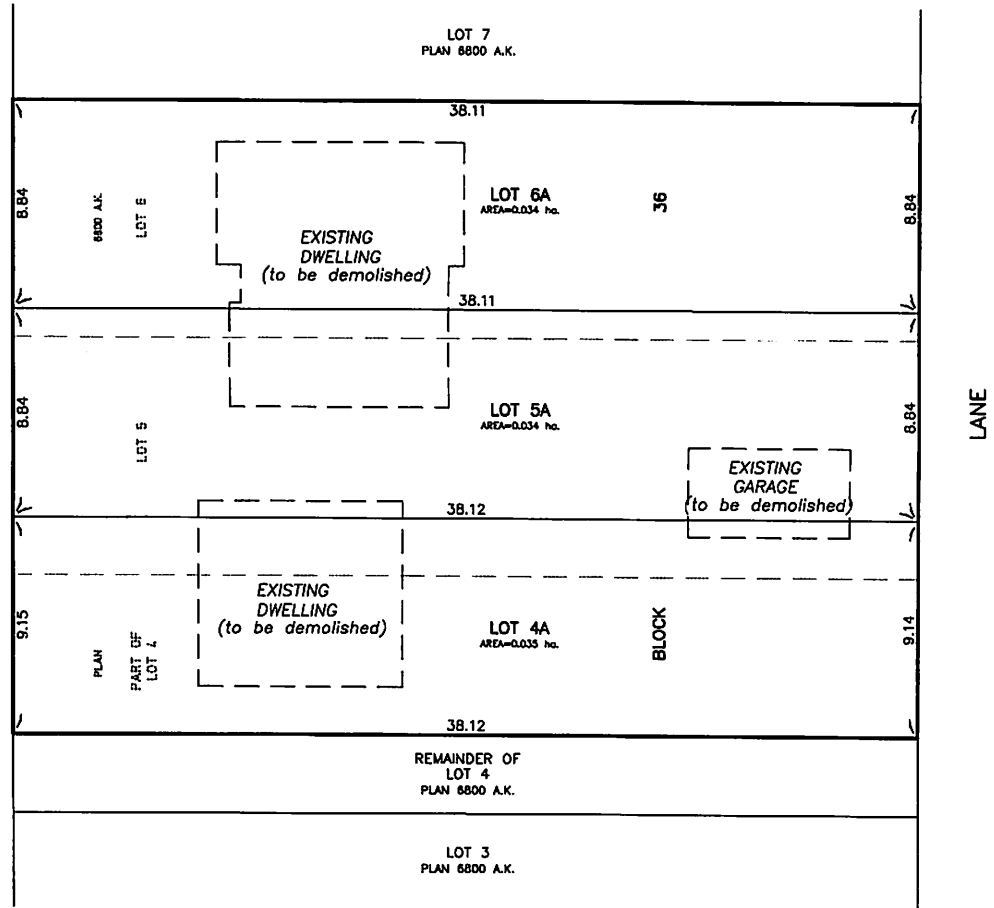 LOT 7
PLAN 6800 A.K.
38.11
8.84
6800 A.K.
LOT 6
EXISTING
DWELLING
(to be demolished)
LOT 6A
AREA=0.034 ha.
36
8.84
38.11
8.84
LOT 5
LOT 5A
AREA=0.034 ha.
EXISTING
GARAGE
(to be demolished)
8.84
LANE
38.12
9.15
PLAN
PART OF
LOT 4
EXISTING
DWELLING
(to be demolished)
LOT 4A
AREA=0.035 ha.
BLOCK
9.14
38.12
REMAINDER OF
LOT 4
PLAN 6800 A.K.
LOT 3
PLAN 6800 A.K.